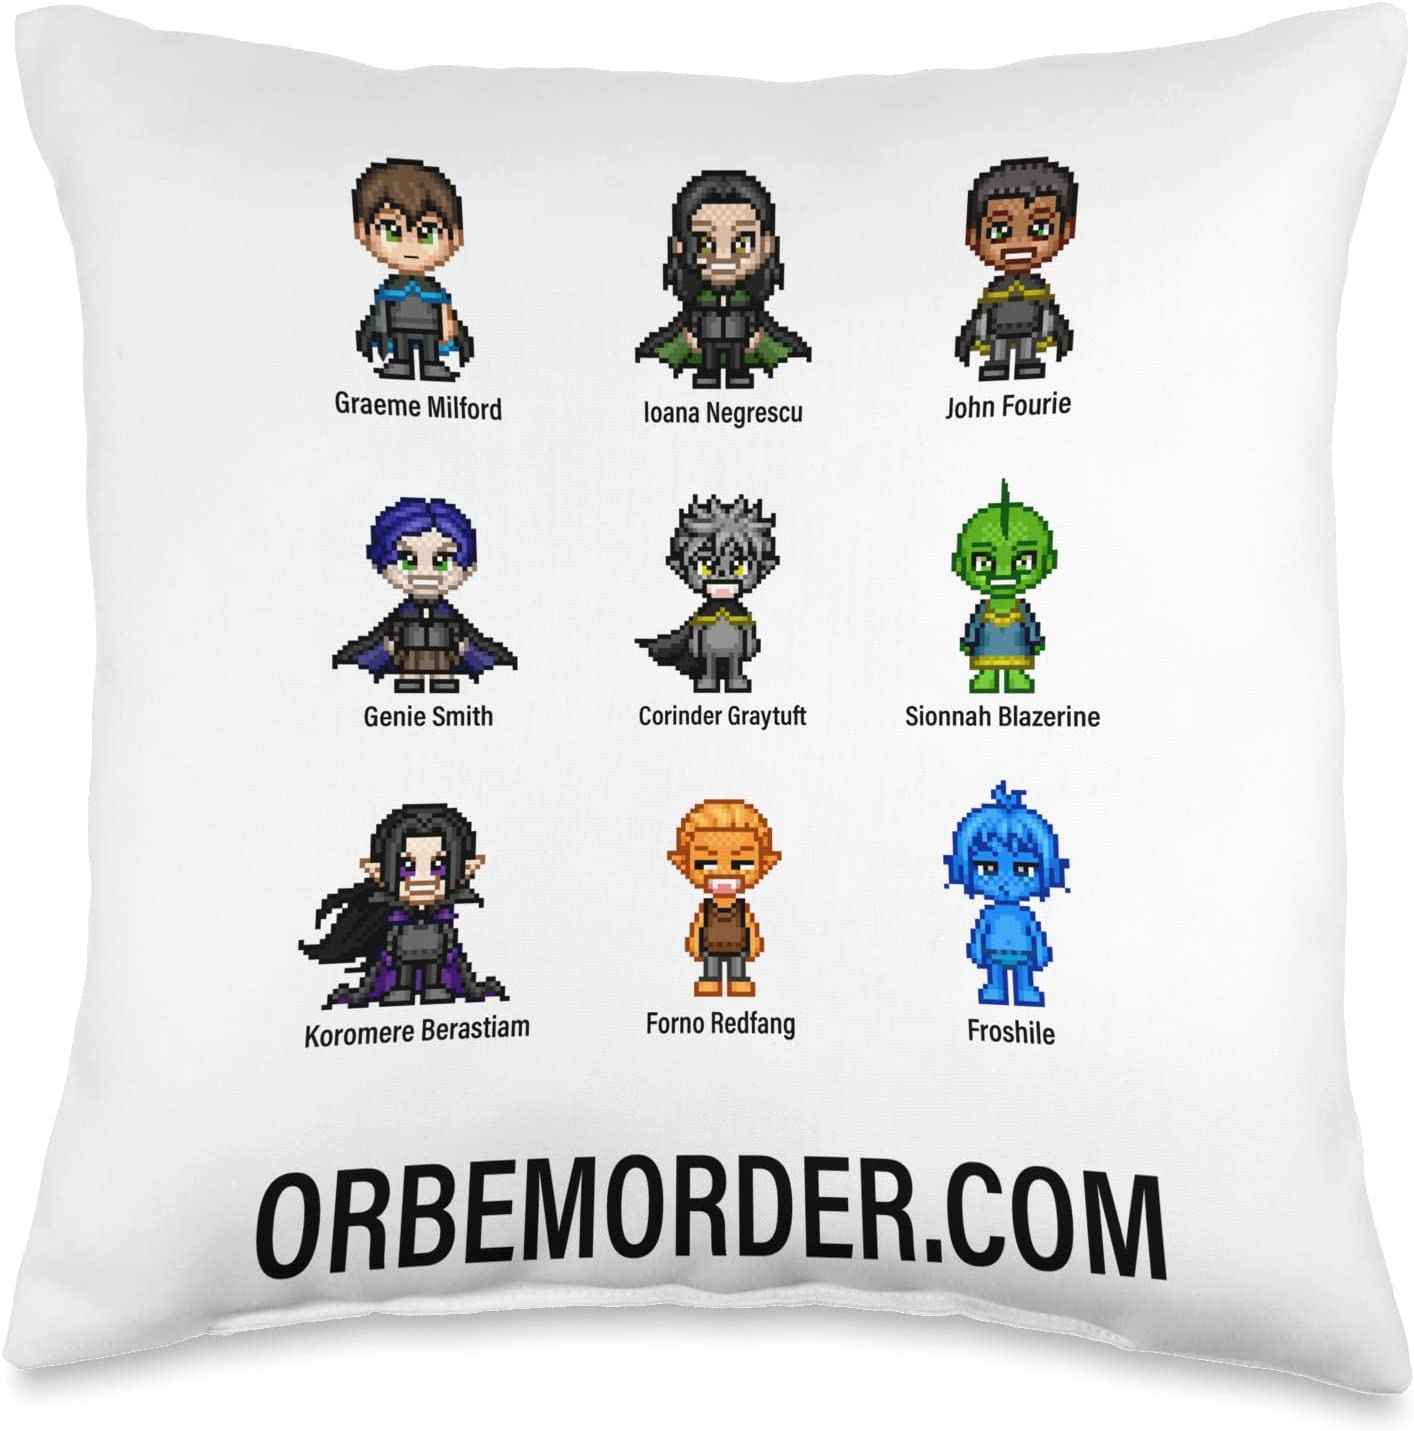 Graeme Milford
Ioana Negrescu
John Fourie
Genie Smith
Corinder Graytuft
Sionnah Blazerine
Koromere Berastiam
Forno Redfang
Froshile
ORBEMORDER.COM